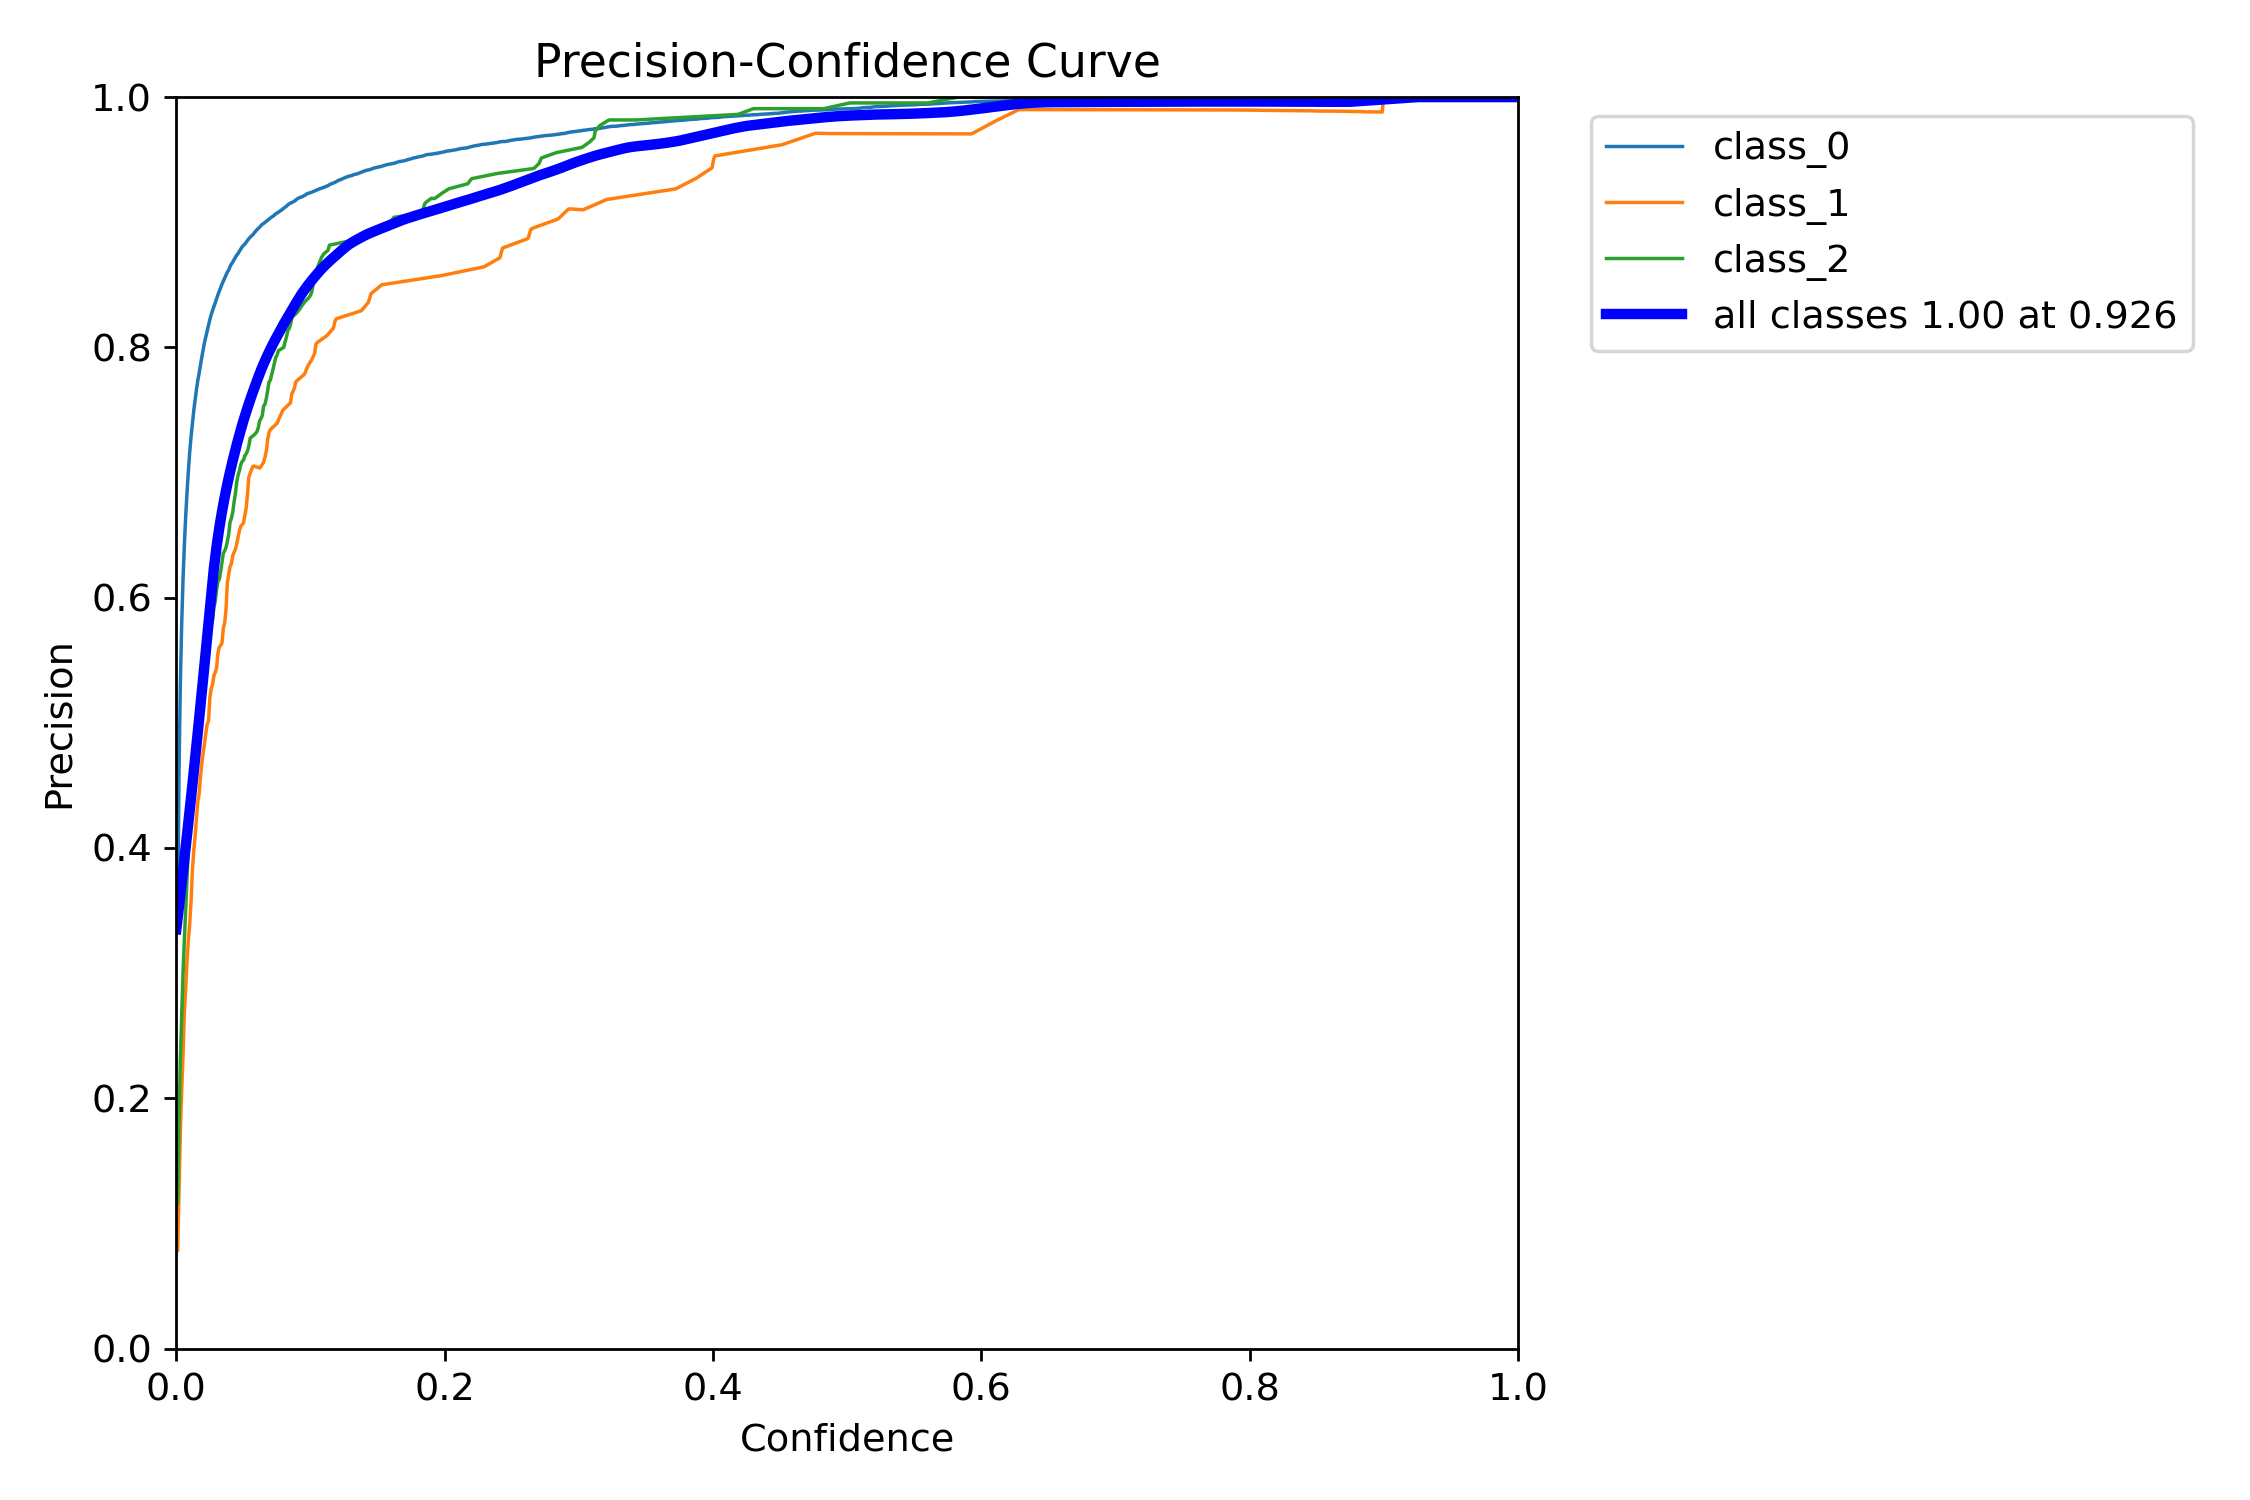 Precision-Confidence Curve
1.0
0.8
0.6
0.4
0.2
0.0
Precision
0.0 0.2 0.4 0.6 0.8 1.0
Confidence
class_0
class_1
class_2
all classes 1.00 at 0.926